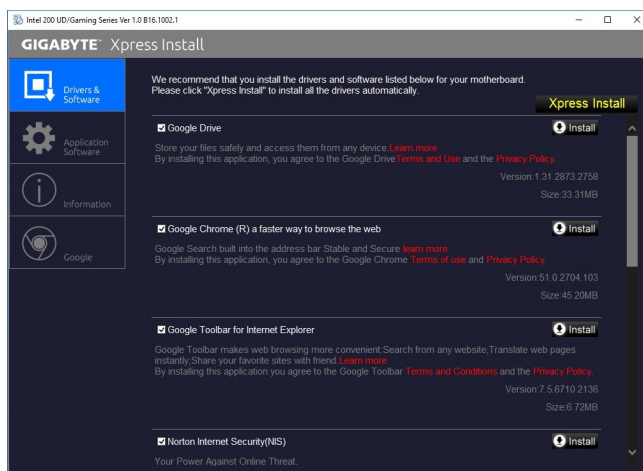 Intel 200 UD/Gaming Series Ver 1.0 B16.1002.1
GIGABYTE™ Xpress Install
Drivers &
Software
Application
Software
Information
Google
We recommend that you install the drivers and software listed below for your motherboard.
Please click "Xpress Install" to install all the drivers automatically.
Xpress Install
Google Drive
Install
Store your files safely and access them from any device.Learn more
By installing this application, you agree to the Google DriveTerms and Use and the Privacy Policy.
Version:1.31.2873.2758
Size:33.31MB
Google Chrome (R) a faster way to browse the web
Install
Google Search built into the address bar Stable and Secure learn more
By installing this application, you agree to the Google Chrome Terms of use and Privacy Policy.
Version:51.0.2704.103
Size:45.20MB
Google Toolbar for Internet Explorer
Install
Google Toolbar makes web browsing more convenient:Search from any website;Translate web pages
instantly;Share your favorite sites with friend.Learn more
By installing this application you agree to the Google Toolbar Terms and Conditions and the Privacy Policy.
Version:7.5.6710.2136
Size:6.72MB
Norton Internet Security(NIS)
Install
Your Power Against Online Threat.